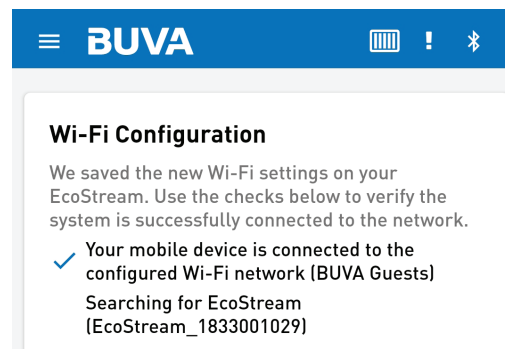 BUVA
Wi-Fi Configuration
We saved the new Wi-Fi settings on your
EcoStream. Use the checks below to verify the
system is successfully connected to the network.
Your mobile device is connected to the
configured Wi-Fi network (BUVA Guests)
Searching for EcoStream
(EcoStream_1833001029)